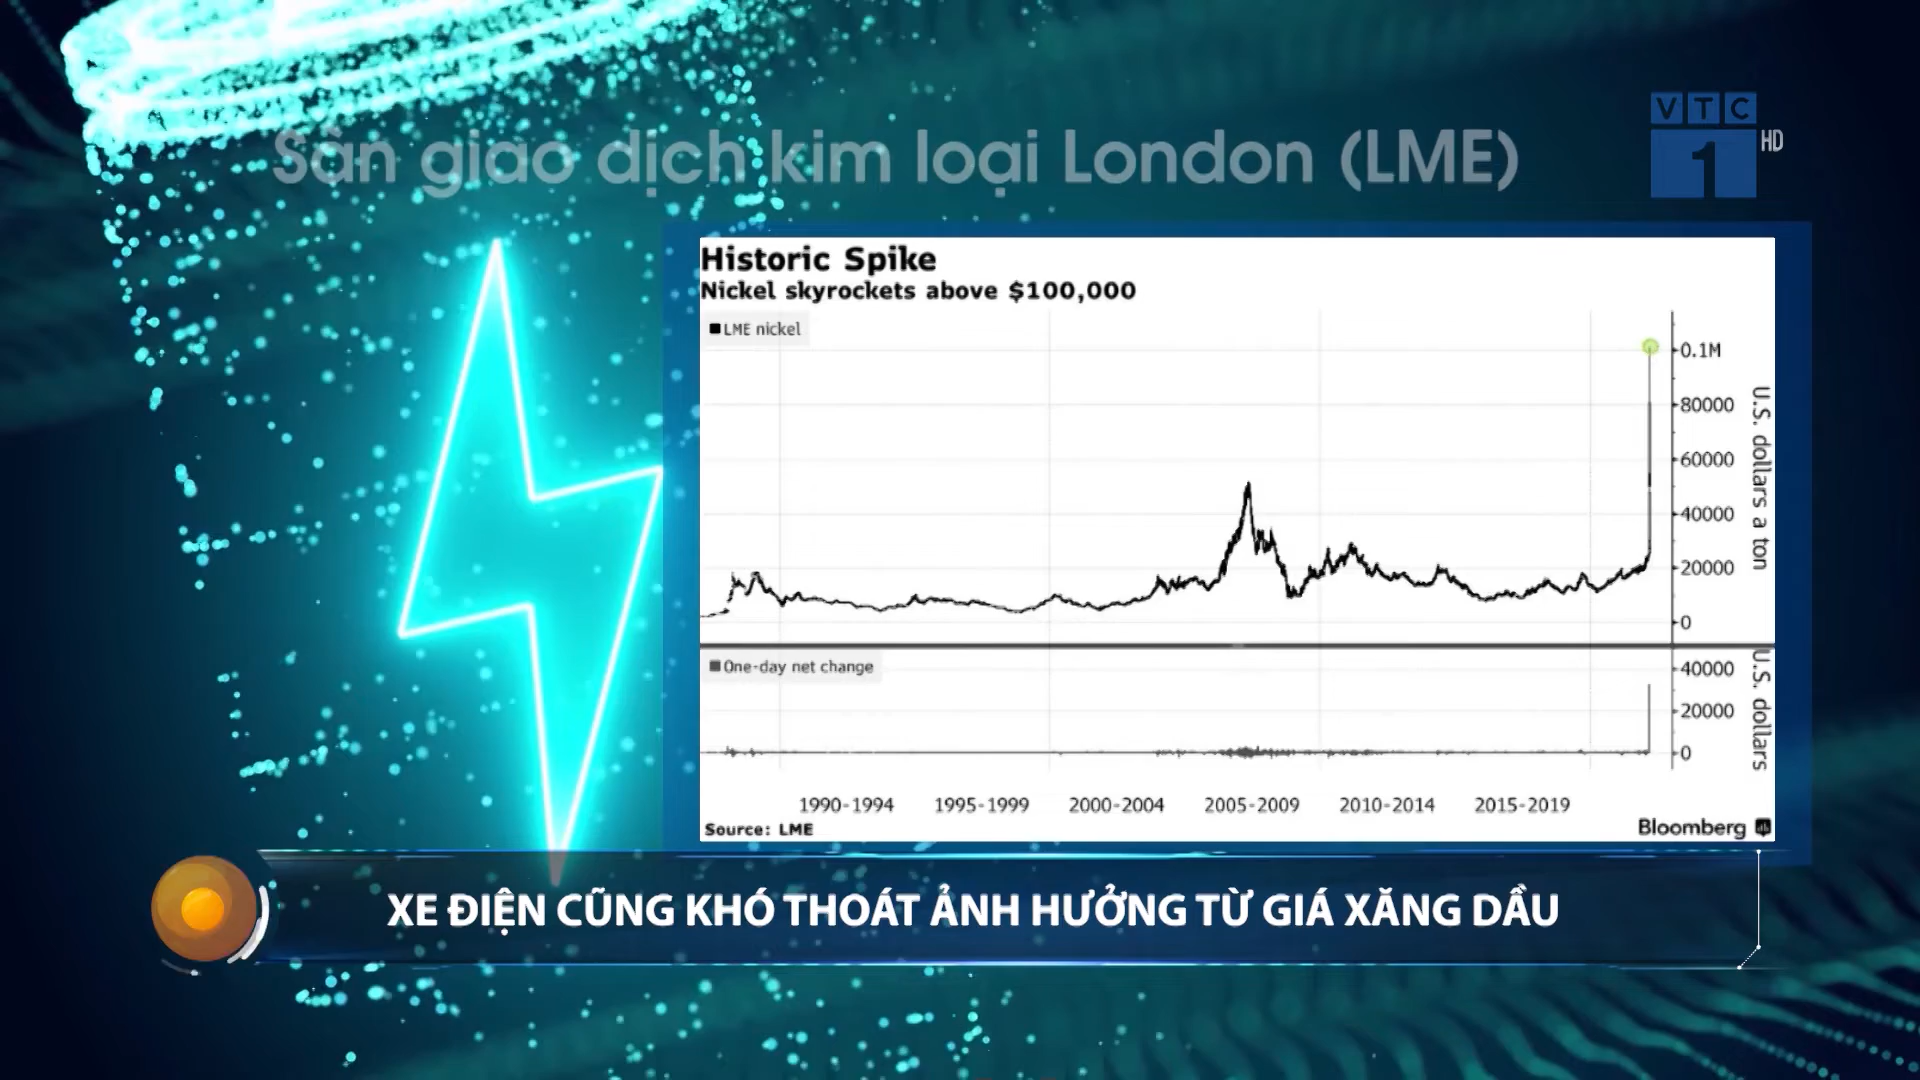 Sàn giao dịch kim loại London (LME)
VTC
1 HD
Historic Spike
Nickel skyrockets above $100,000
LME nickel
0.1M
80000
60000
40000
20000
0
U.S. dollars a ton
One-day net change
40000
20000
0
U.S. dollars
1990-1994 1995-1999 2000-2004 2005-2009 2010-2014 2015-2019
Source: LME
Bloomberg
XE ĐIỆN CŨNG KHÓ THOÁT ẢNH HƯỞNG TỪ GIÁ XĂNG DẦU